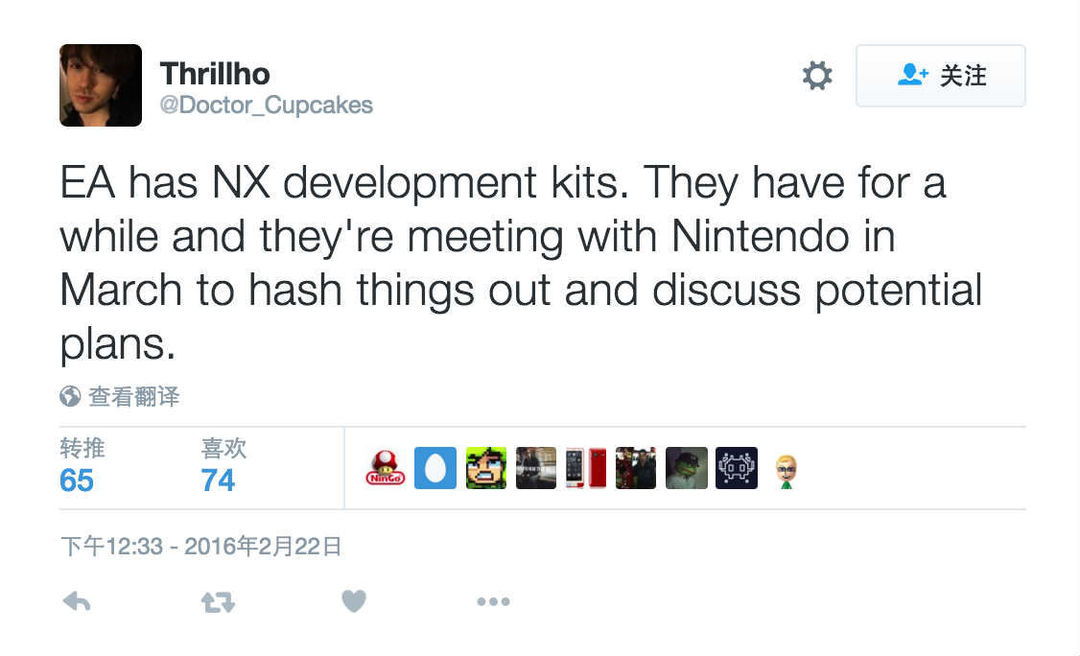 Thrillho
@Doctor_Cupcakes
关注
EA has NX development kits. They have for a
while and they're meeting with Nintendo in
March to hash things out and discuss potential
plans.
查看翻译
转推 喜欢
65 74
NinGo
下午12:33 - 2016年2月22日